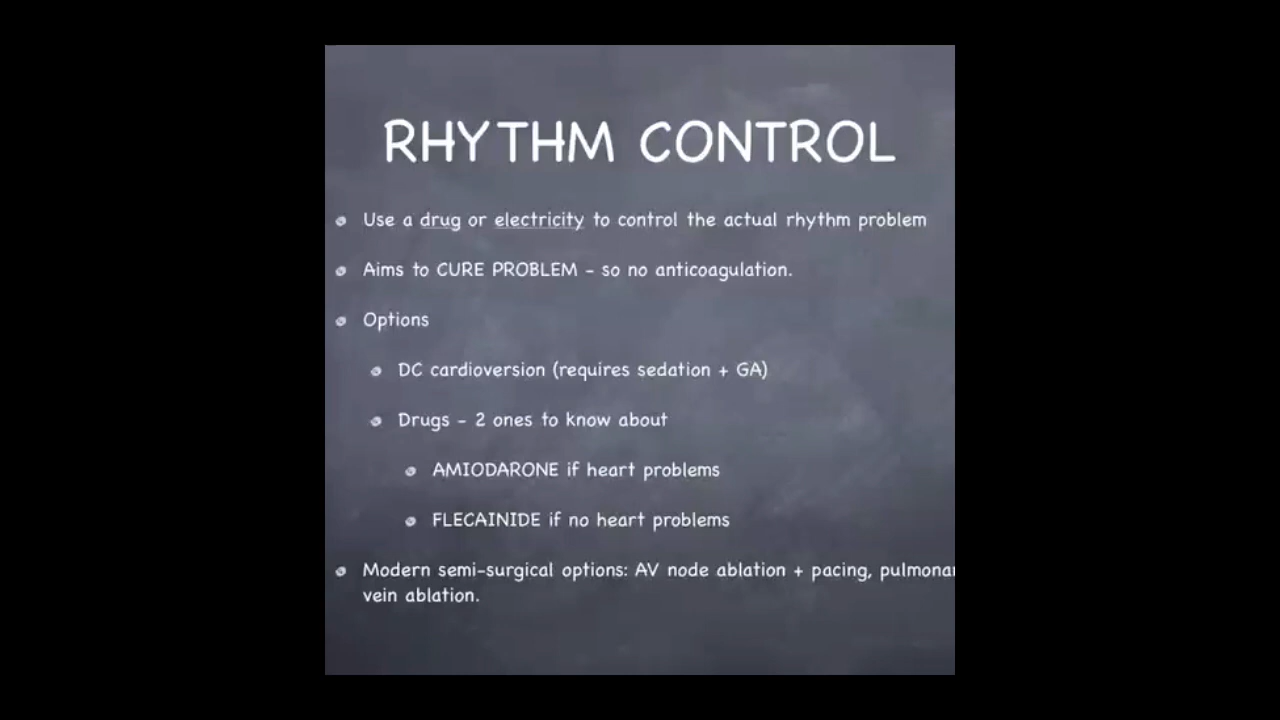 RHYTHM CONTROL
Use a drug or electricity to control the actual rhythm problem
Aims to CURE PROBLEM - so no anticoagulation.
Options
DC cardioversion (requires sedation + GA)
Drugs - 2 ones to know about
AMIODARONE if heart problems
FLECAINIDE if no heart problems
Modern semi-surgical options: AV node ablation + pacing, pulmonar
vein ablation.